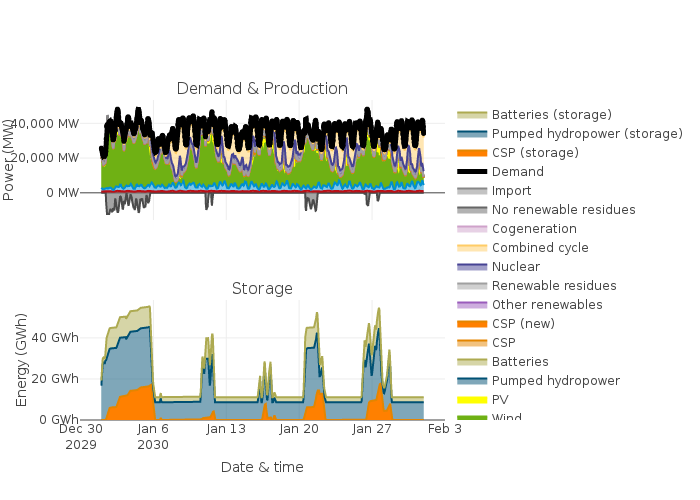 Demand & Production
Power (MW)
40,000 MW
20,000 MW
0 MW
Storage
Energy (GWh)
40 GWh
20 GWh
0 GWh
Dec 30
2029
Jan 6
2030
Jan 13
Jan 20
Jan 27
Feb 3
Date & time
Batteries (storage)
Pumped hydropower (storage)
CSP (storage)
Demand
Import
No renewable residues
Cogeneration
Combined cycle
Nuclear
Renewable residues
Other renewables
CSP (new)
CSP
Batteries
Pumped hydropower
PV
Wind